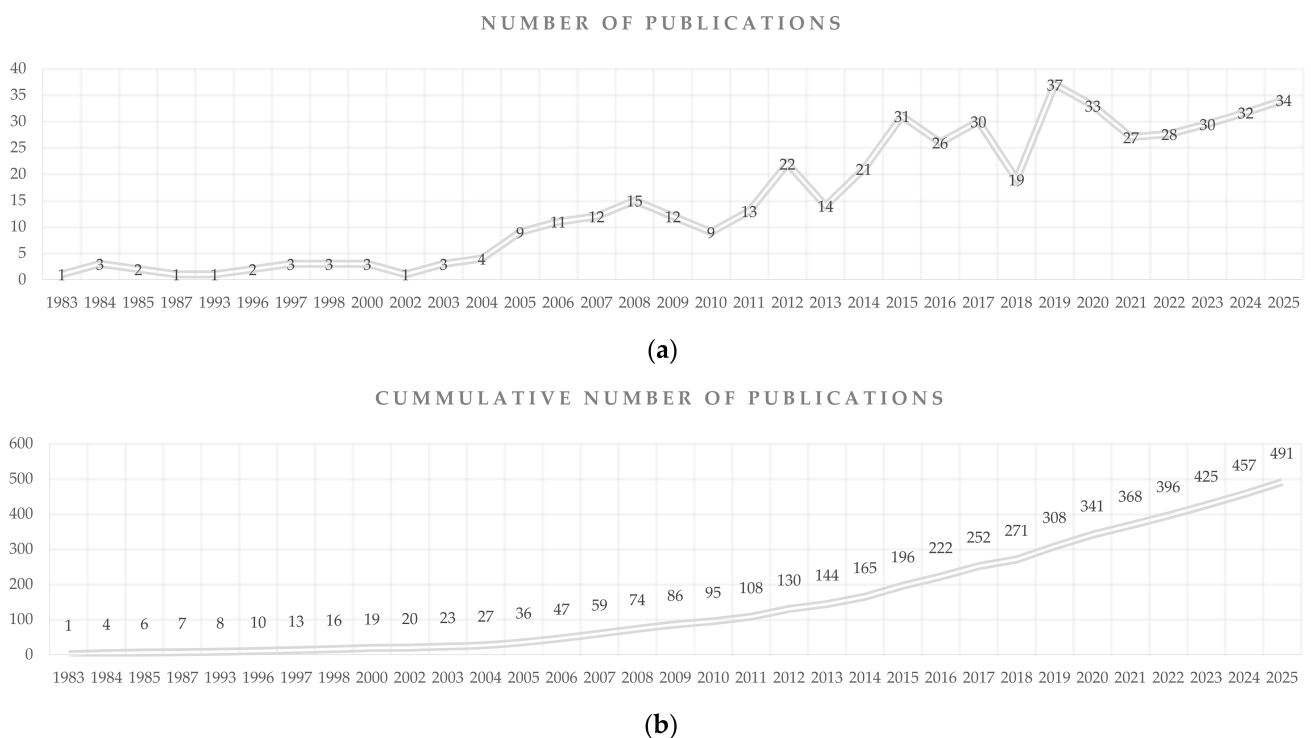 NUMBER OF PUBLICATIONS
40
35
30
25
20
15
10
5
0
1 3 2 1 1 2 3 3 3 1 3 4 9 11 12 15 12 9 13 22 14 21 31 26 30 19 37 33 27 28 30 32 34
1983 1984 1985 1987 1993 1996 1997 1998 2000 2002 2003 2004 2005 2006 2007 2008 2009 2010 2011 2012 2013 2014 2015 2016 2017 2018 2019 2020 2021 2022 2023 2024 2025
(a)
CUMMULATIVE NUMBER OF PUBLICATIONS
600
500
400
300
200
100
0
1 4 6 7 8 10 13 16 19 20 23 27 36 47 59 74 86 95 108 130 144 165 196 222 252 271 308 341 368 396 425 457 491
1983 1984 1985 1987 1993 1996 1997 1998 2000 2002 2003 2004 2005 2006 2007 2008 2009 2010 2011 2012 2013 2014 2015 2016 2017 2018 2019 2020 2021 2022 2023 2024 2025
(b)